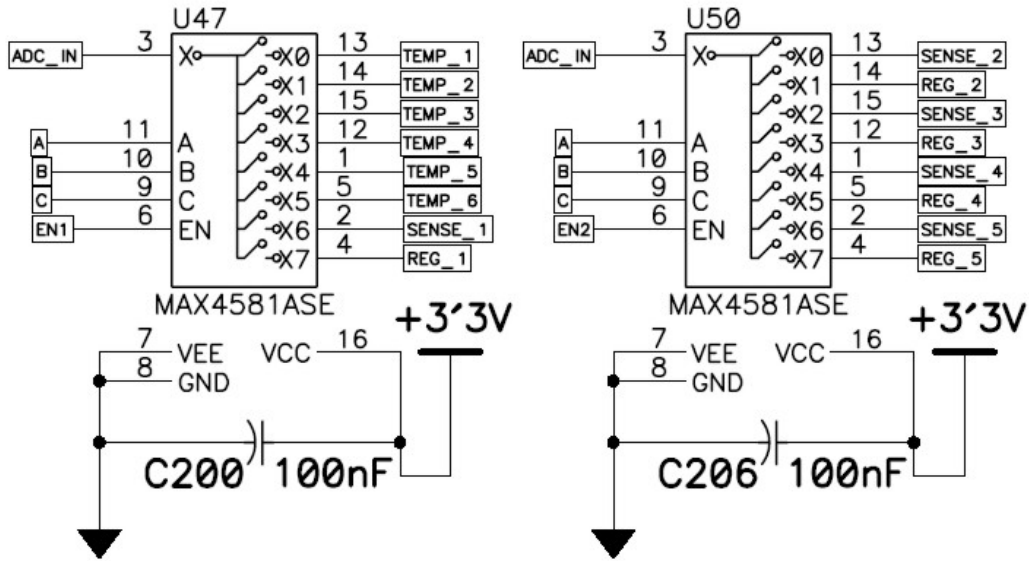 U47
ADC_IN 3 X X0 13 TEMP_1
X1 14 TEMP_2
X2 15 TEMP_3
A 11 A X3 12 TEMP_4
B 10 B X4 1 TEMP_5
C 9 C X5 5 TEMP_6
EN1 6 EN X6 2 SENSE_1
X7 4 REG_1
MAX4581ASE
+3'3V
7 VEE VCC 16
8 GND
C200 100nF
U50
ADC_IN 3 X X0 13 SENSE_2
X1 14 REG_2
X2 15 SENSE_3
A 11 A X3 12 REG_3
B 10 B X4 1 SENSE_4
C 9 C X5 5 REG_4
EN2 6 EN X6 2 SENSE_5
X7 4 REG_5
MAX4581ASE
+3'3V
7 VEE VCC 16
8 GND
C206 100nF